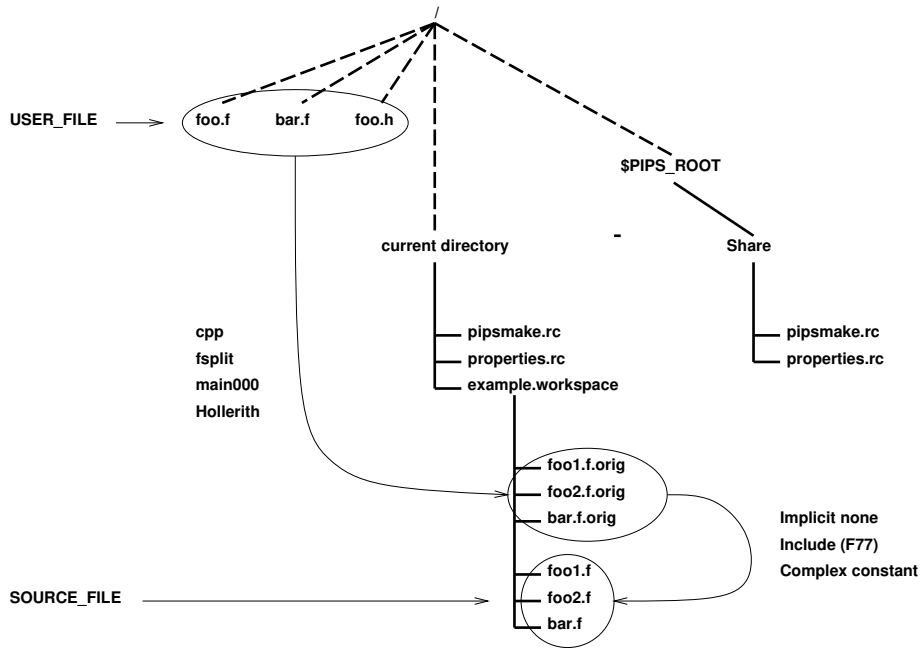 /
USER_FILE
foo.f bar.f foo.h
$PIPS_ROOT
current directory
-
Share
cpp
fsplit
main000
Hollerith
pipsmake.rc
properties.rc
example.workspace
pipsmake.rc
properties.rc
foo1.f.orig
foo2.f.orig
bar.f.orig
Implicit none
Include (F77)
Complex constant
SOURCE_FILE
foo1.f
foo2.f
bar.f